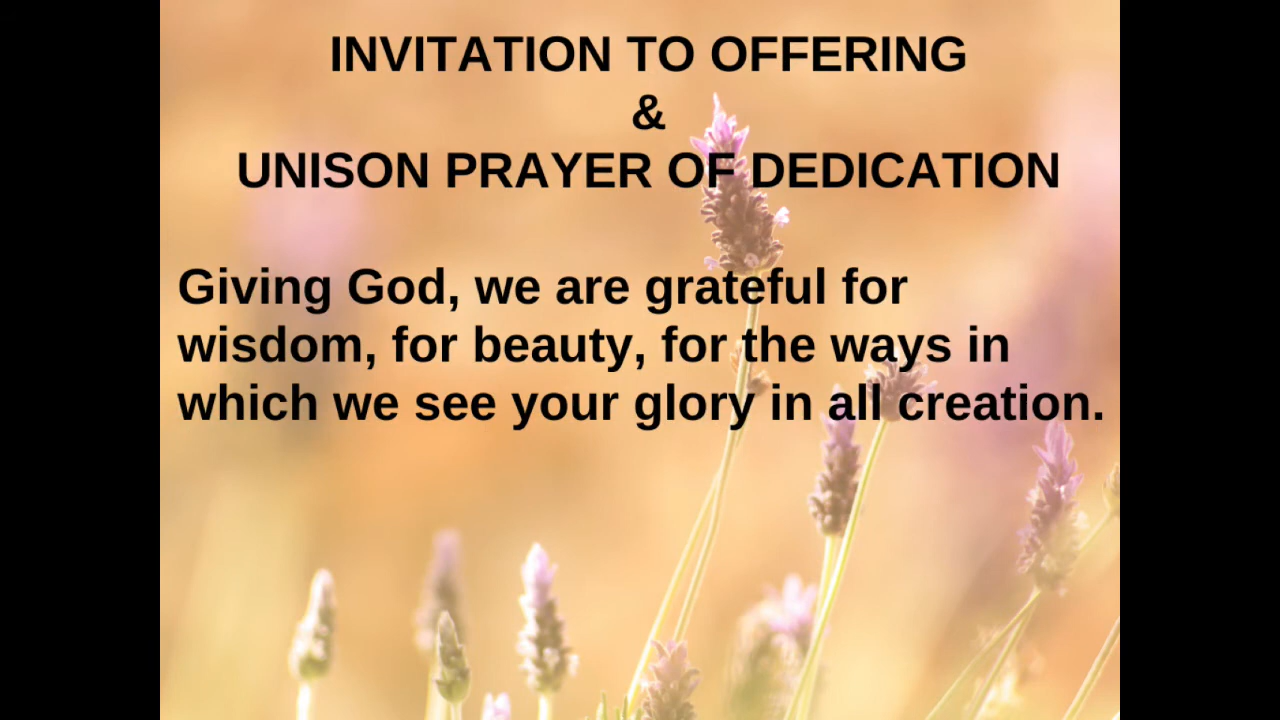 INVITATION TO OFFERING
&
UNISON PRAYER OF DEDICATION
Giving God, we are grateful for
wisdom, for beauty, for the ways in
which we see your glory in all creation.